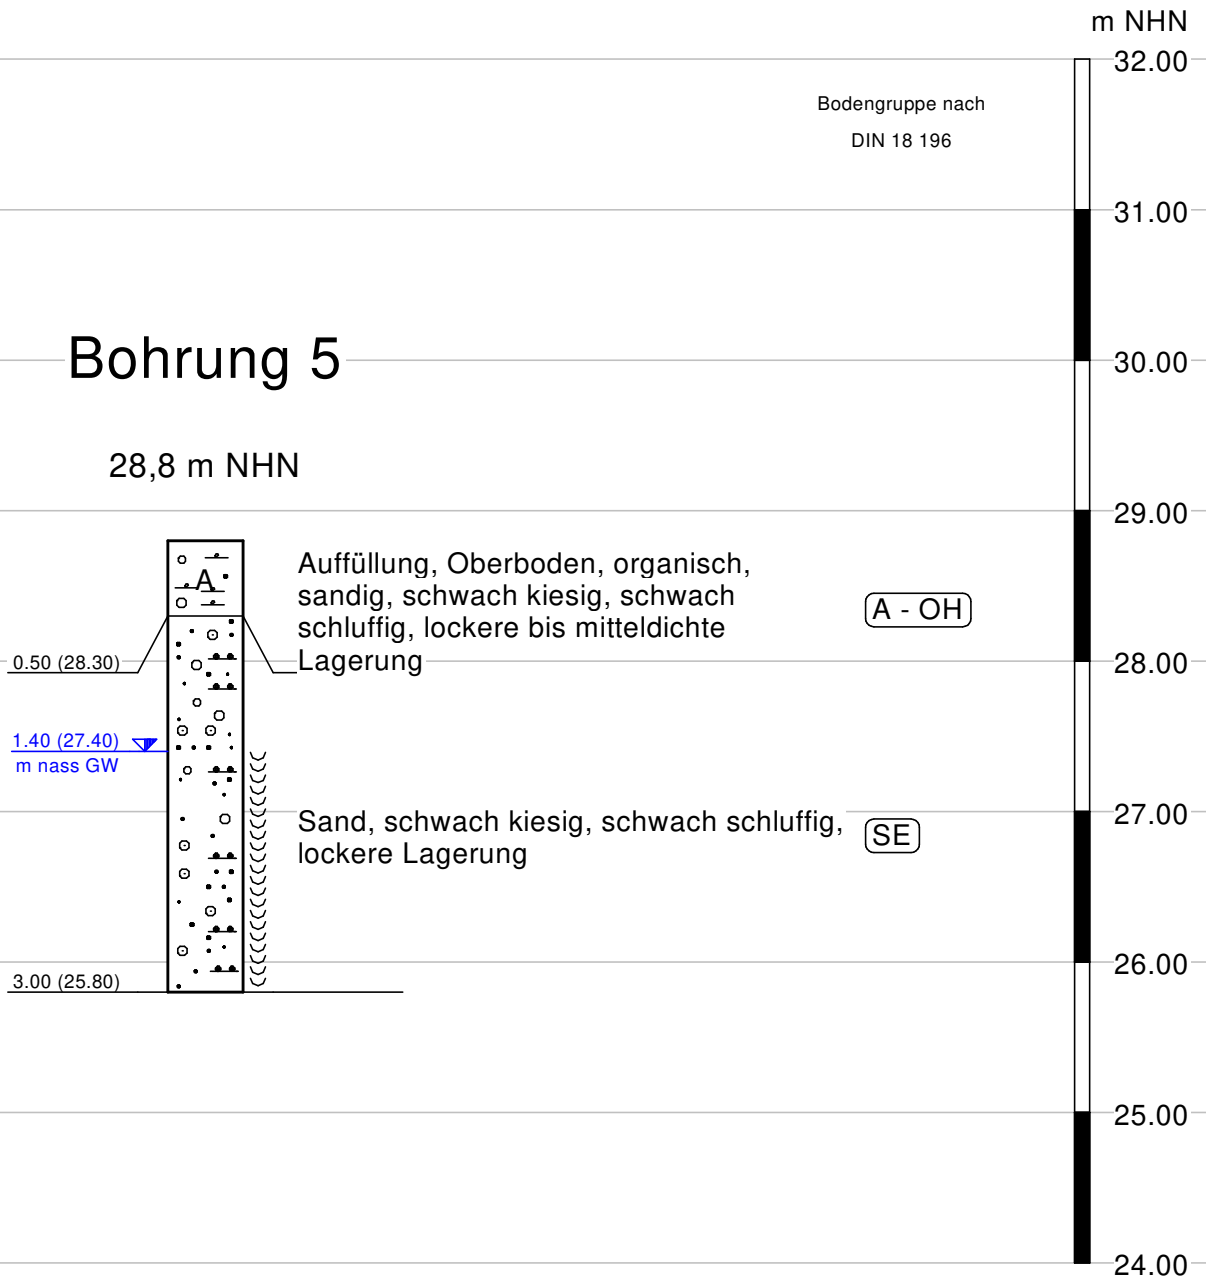 m NHN
32.00
Bodengruppe nach
DIN 18 196
31.00
Bohrung 5
30.00
28,8 m NHN
29.00
Auffüllung, Oberboden, organisch,
sandig, schwach kiesig, schwach
schluffig, lockere bis mitteldichte
Lagerung
A
A - OH
0.50 (28.30)
28.00
1.40 (27.40)
m nass GW
27.00
Sand, schwach kiesig, schwach schluffig,
lockere Lagerung
SE
26.00
3.00 (25.80)
25.00
24.00